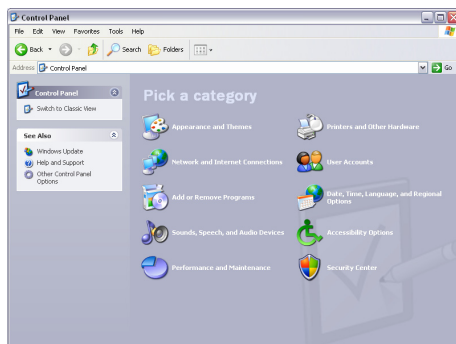 Control Panel
File Edit View Favorites Tools Help
Back Search Folders
Address Control Panel Go
Control Panel
Switch to Classic View
See Also
Windows Update
Help and Support
Other Control Panel
Options
Pick a category
Appearance and Themes
Printers and Other Hardware
Network and Internet Connections
User Accounts
Add or Remove Programs
Date, Time, Language, and Regional
Options
Sounds, Speech, and Audio Devices
Accessibility Options
Performance and Maintenance
Security Center